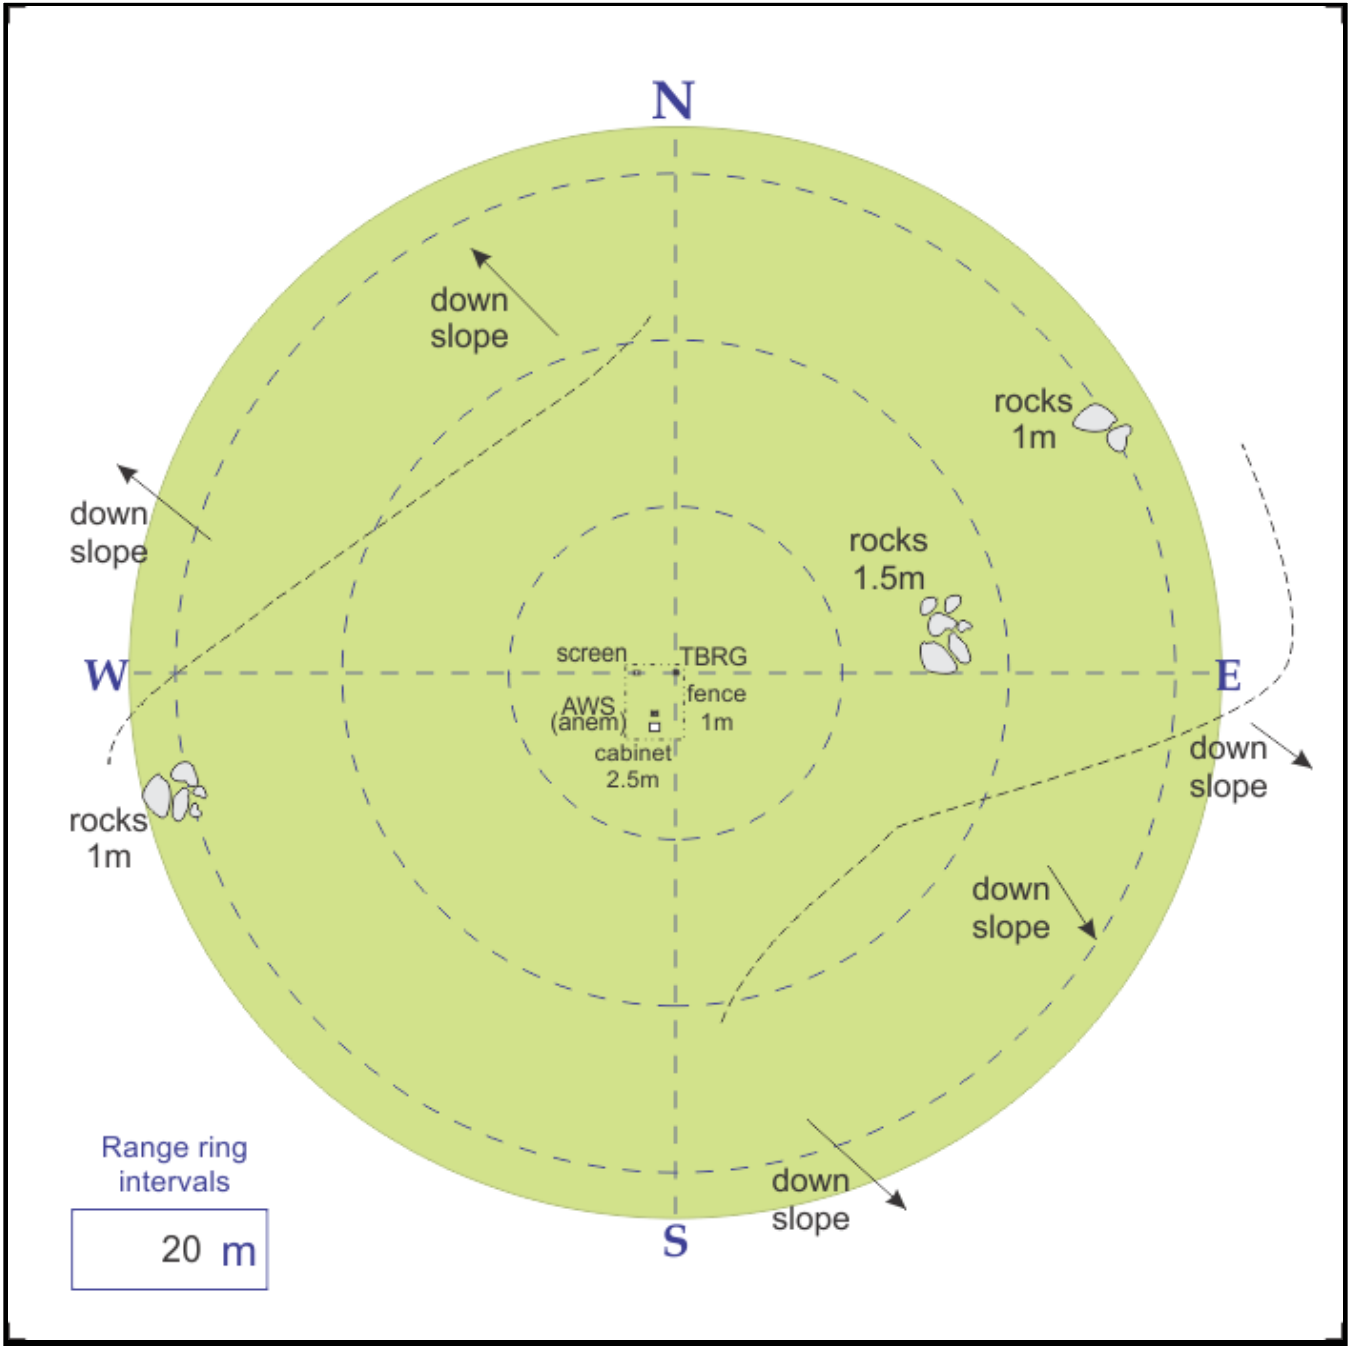 N
down
slope
rocks
1m
down
slope
rocks
1.5m
screen
TBRG
W
E
fence
1m
AWS
(anem)
cabinet
2.5m
down
slope
rocks
1m
down
slope
Range ring
intervals
20 m
down
slope
S